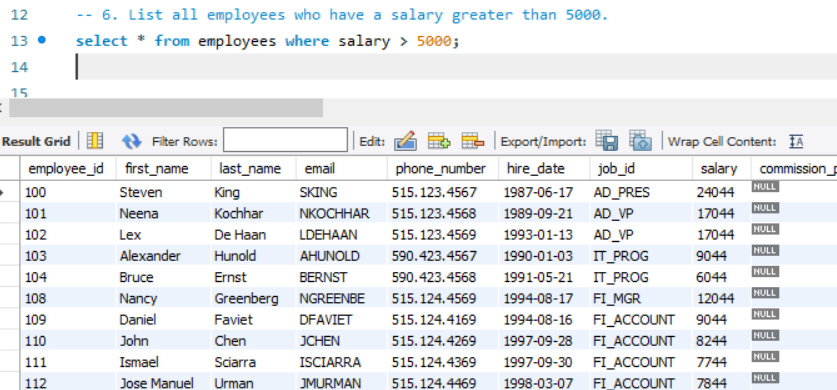 12 -- 6. List all employees who have a salary greater than 5000.
13 select * from employees where salary > 5000;
14
15
Result Grid Filter Rows: Edit: Export/Import: Wrap Cell Content: IA
employee_id first_name last_name email phone_number hire_date job_id salary commission_p
100 Steven King SKING 515.123.4567 1987-06-17 AD_PRES 24044 NULL
101 Neena Kochhar NKOCHHAR 515.123.4568 1989-09-21 AD_VP 17044 NULL
102 Lex De Haan LDEHAAN 515.123.4569 1993-01-13 AD_VP 17044 NULL
103 Alexander Hunold AHUNOLD 590.423.4567 1990-01-03 IT_PROG 9044 NULL
104 Bruce Ernst BERNST 590.423.4568 1991-05-21 IT_PROG 6044 NULL
108 Nancy Greenberg NGREENBE 515.124.4569 1994-08-17 FI_MGR 12044 NULL
109 Daniel Faviet DFAVIET 515.124.4169 1994-08-16 FI_ACCOUNT 9044 NULL
110 John Chen JCHEN 515.124.4269 1997-09-28 FI_ACCOUNT 8244 NULL
111 Ismael Sciarra ISCIARRA 515.124.4369 1997-09-30 FI_ACCOUNT 7744 NULL
112 Jose Manuel Urman JMURMAN 515.124.4469 1998-03-07 FI_ACCOUNT 7844 NULL